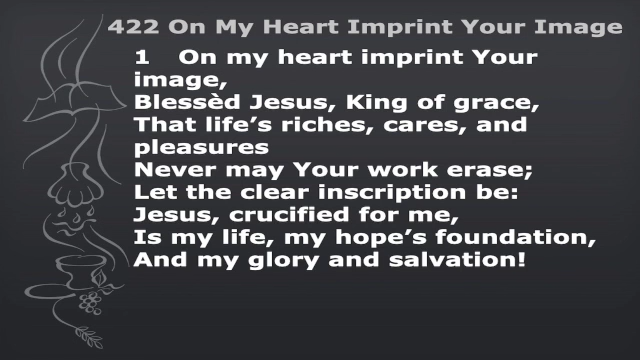 422 On My Heart Imprint Your Image
1 On my heart imprint Your
image,
Blessèd Jesus, King of grace,
That life’s riches, cares, and
pleasures
Never may Your work erase;
Let the clear inscription be:
Jesus, crucified for me,
Is my life, my hope’s foundation,
And my glory and salvation!